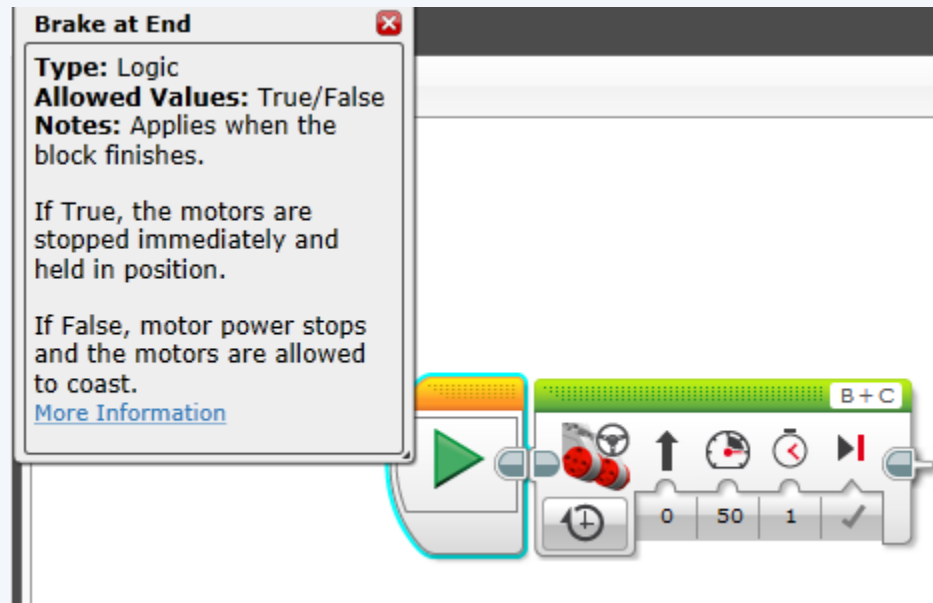 Brake at End
Type: Logic
Allowed Values: True/False
Notes: Applies when the
block finishes.
If True, the motors are
stopped immediately and
held in position.
If False, motor power stops
and the motors are allowed
to coast.
More Information
B + C
0 50 1